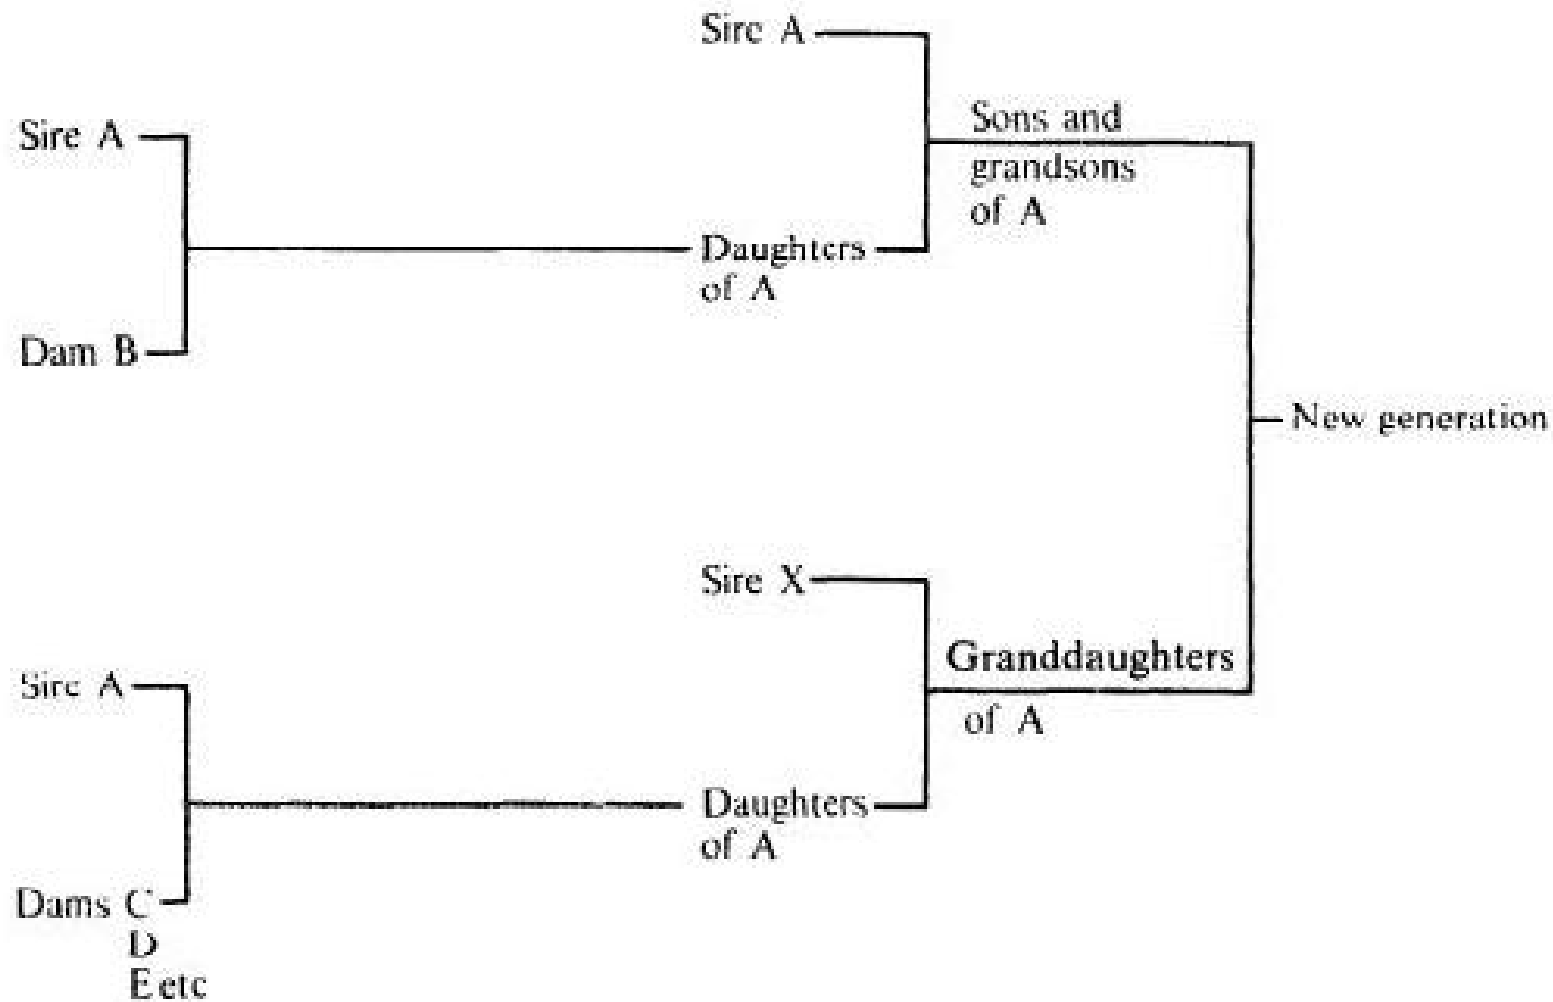 Sire A
Sons and
grandsons
of A
Sire A
Daughters
of A
Dam B
New generation
Sire X
Granddaughters
of A
Sire A
Daughters
of A
Dams C
D
E etc